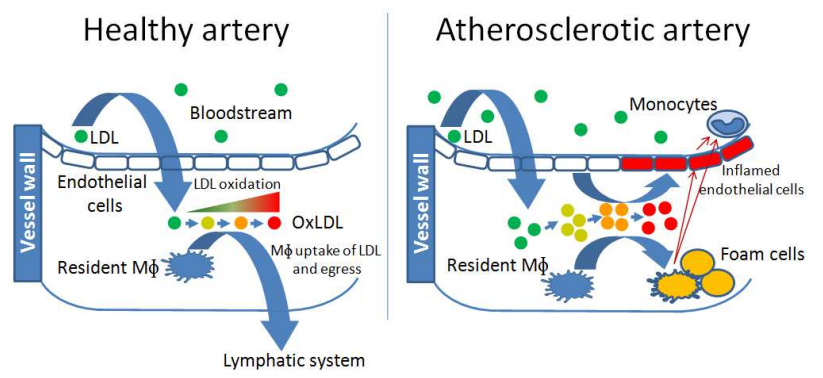 Healthy artery
Bloodstream
LDL
Vessel wall
Endothelial
cells
LDL oxidation
OxLDL
Resident Mϕ
Mϕ uptake of LDL
and egress
Lymphatic system
Atherosclerotic artery
Monocytes
LDL
Vessel wall
Inflamed
endothelial cells
Resident Mϕ
Foam cells